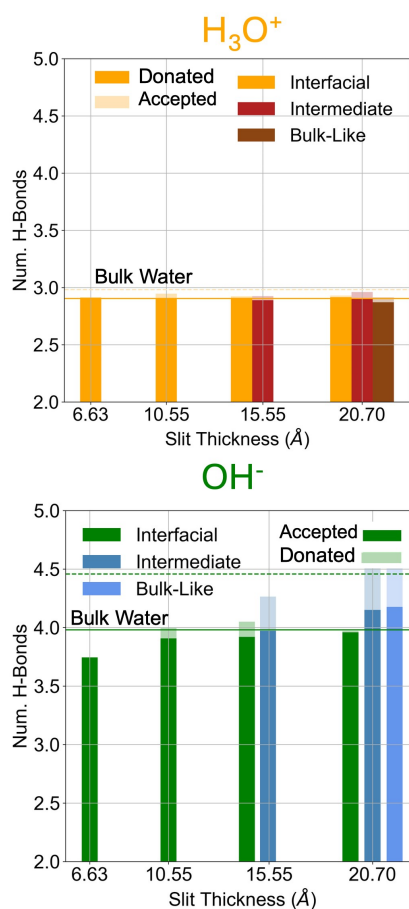 H₃O⁺
Donated
Accepted
Interfacial
Intermediate
Bulk-Like
Bulk Water
Num. H-Bonds
5.0
4.5
4.0
3.5
3.0
2.5
2.0
6.63 10.55 15.55 20.70
Slit Thickness (Å)
OH⁻
Interfacial
Intermediate
Bulk-Like
Accepted
Donated
Bulk Water
Num. H-Bonds
5.0
4.5
4.0
3.5
3.0
2.5
2.0
6.63 10.55 15.55 20.70
Slit Thickness (Å)